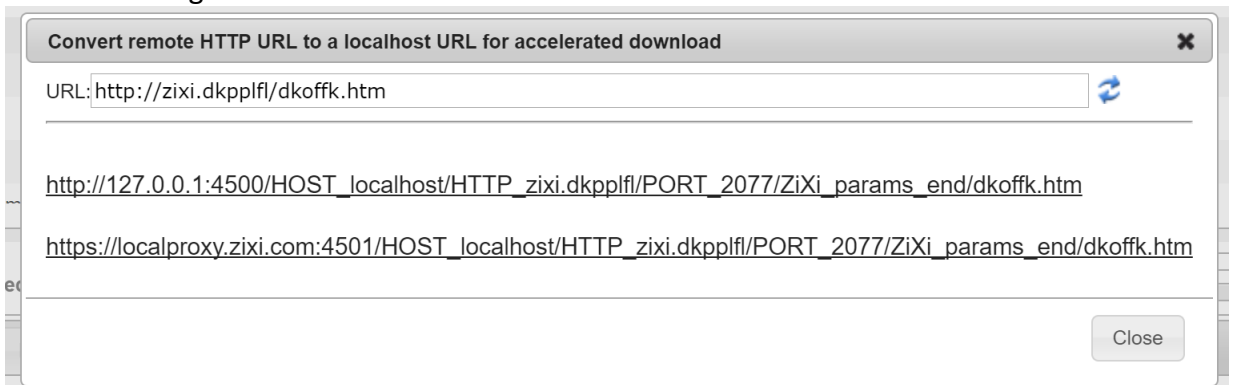 Convert remote HTTP URL to a localhost URL for accelerated download
URL: http://zixi.dkpplfl/dkoffk.htm
http://127.0.0.1:4500/HOST_localhost/HTTP_zixi.dkpplfl/PORT_2077/ZiXi_params_end/dkoffk.htm
https://localproxy.zixi.com:4501/HOST_localhost/HTTP_zixi.dkpplfl/PORT_2077/ZiXi_params_end/dkoffk.htm
Close